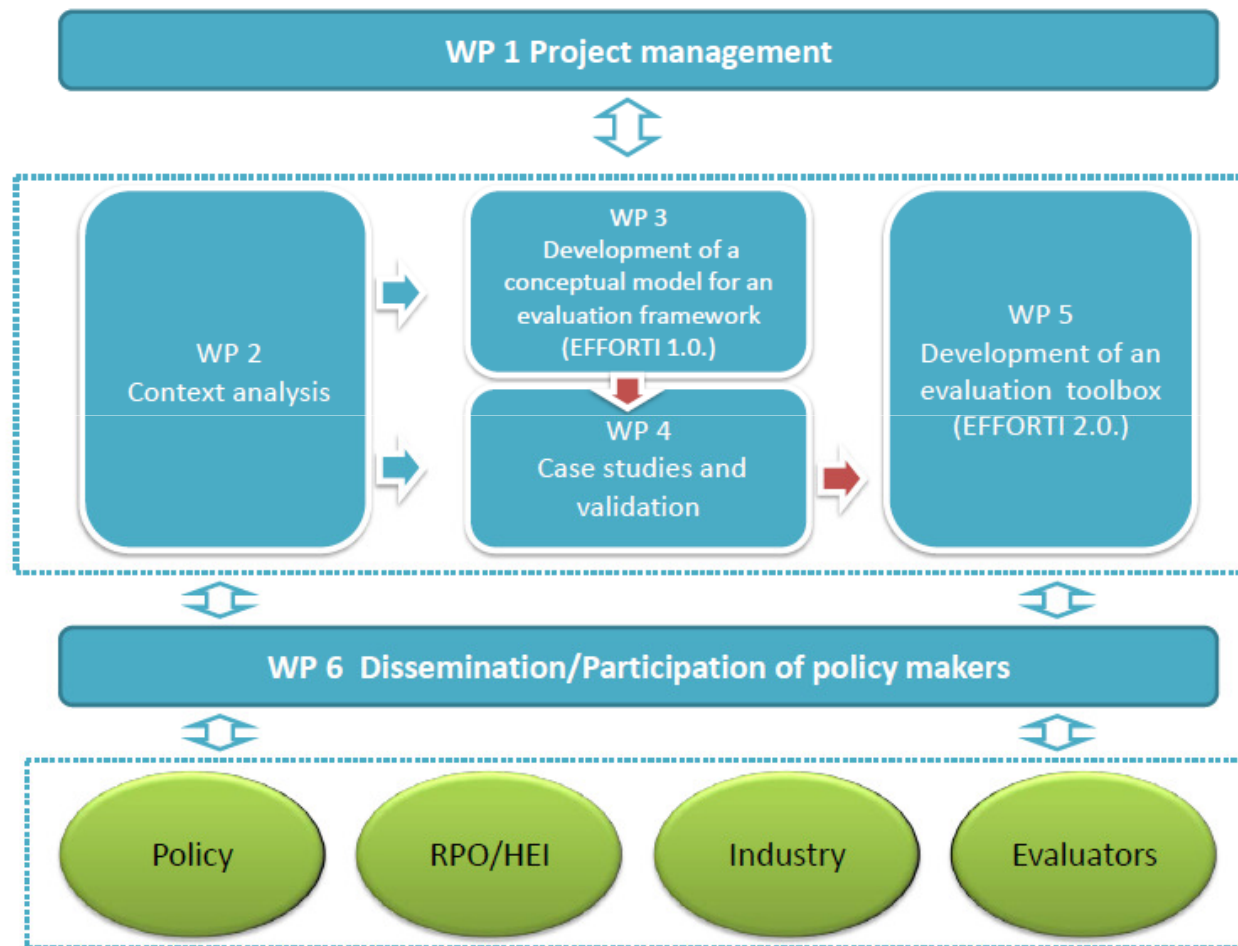 WP 1 Project management
WP 2
Context analysis
WP 3
Development of a
conceptual model for an
evaluation framework
(EFFORTI 1.0.)
WP 4
Case studies and
validation
WP 5
Development of an
evaluation toolbox
(EFFORTI 2.0.)
WP 6 Dissemination/Participation of policy makers
Policy
RPO/HEI
Industry
Evaluators